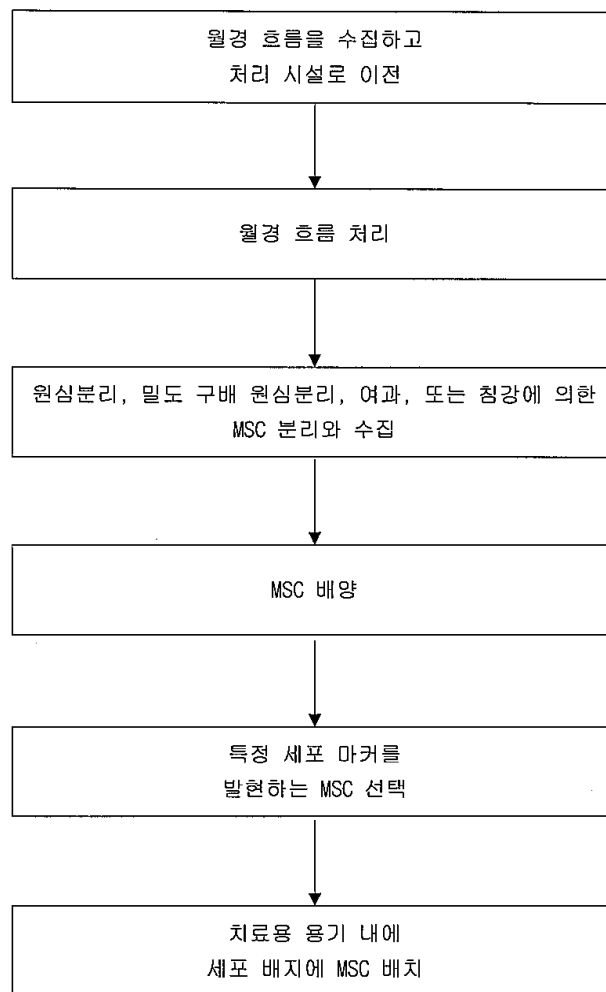 월경 흐름을 수집하고
처리 시설로 이전
월경 흐름 처리
원심분리, 밀도 구배 원심분리, 여과, 또는 침강에 의한
MSC 분리와 수집
MSC 배양
특정 세포 마커를
발현하는 MSC 선택
치료용 용기 내에
세포 배지에 MSC 배치